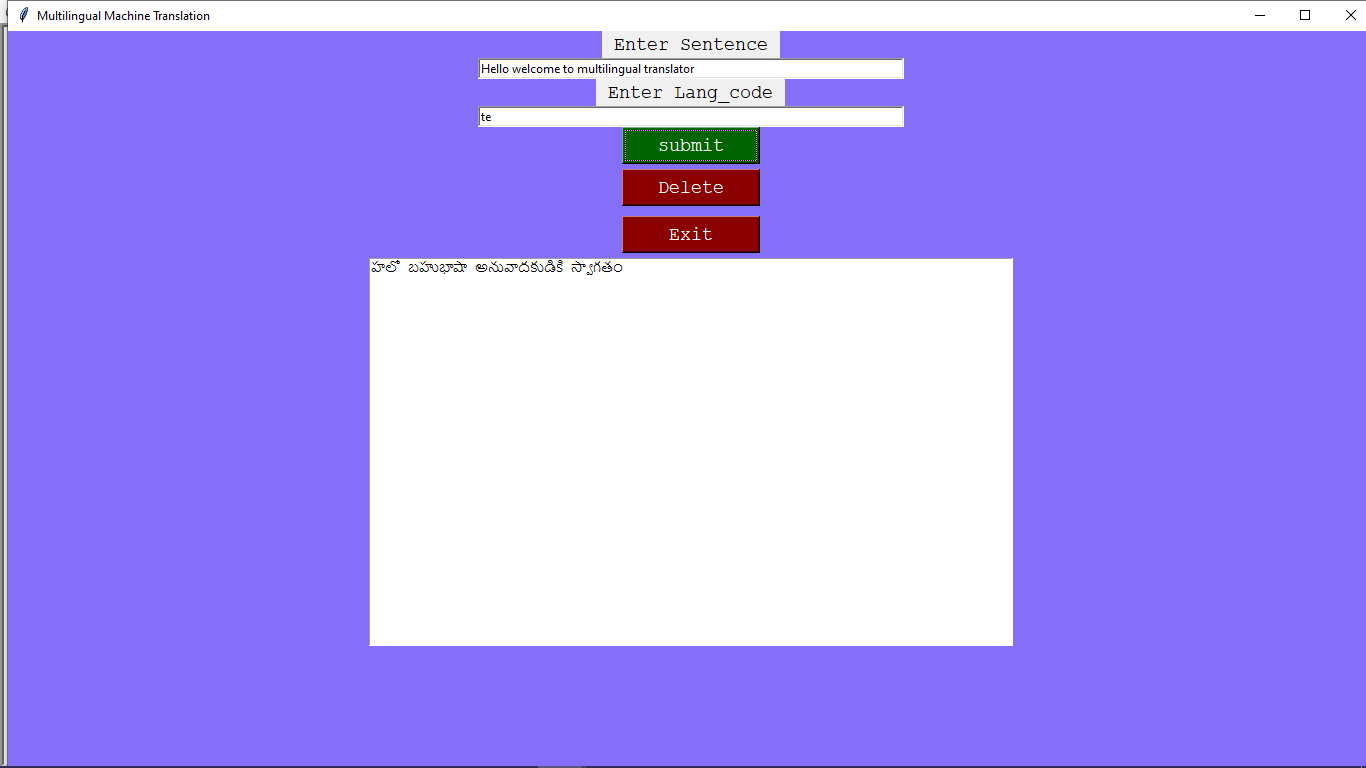 Multilingual Machine Translation
Enter Sentence
Hello welcome to multilingual translator
Enter Lang_code
te
submit
Delete
Exit
హలో బహుభాషా అనువాదకుడికి స్వాగతం